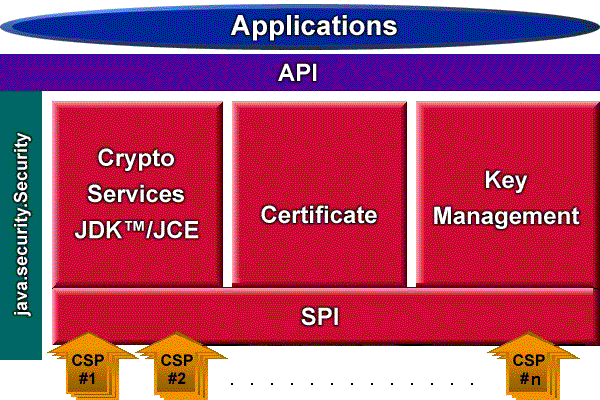 Applications
API
java.security.Security
Crypto
Services
JDK™/JCE
Certificate
Key
Management
SPI
CSP
#1
CSP
#2
. . . . . . . . . . . . .
CSP
#n